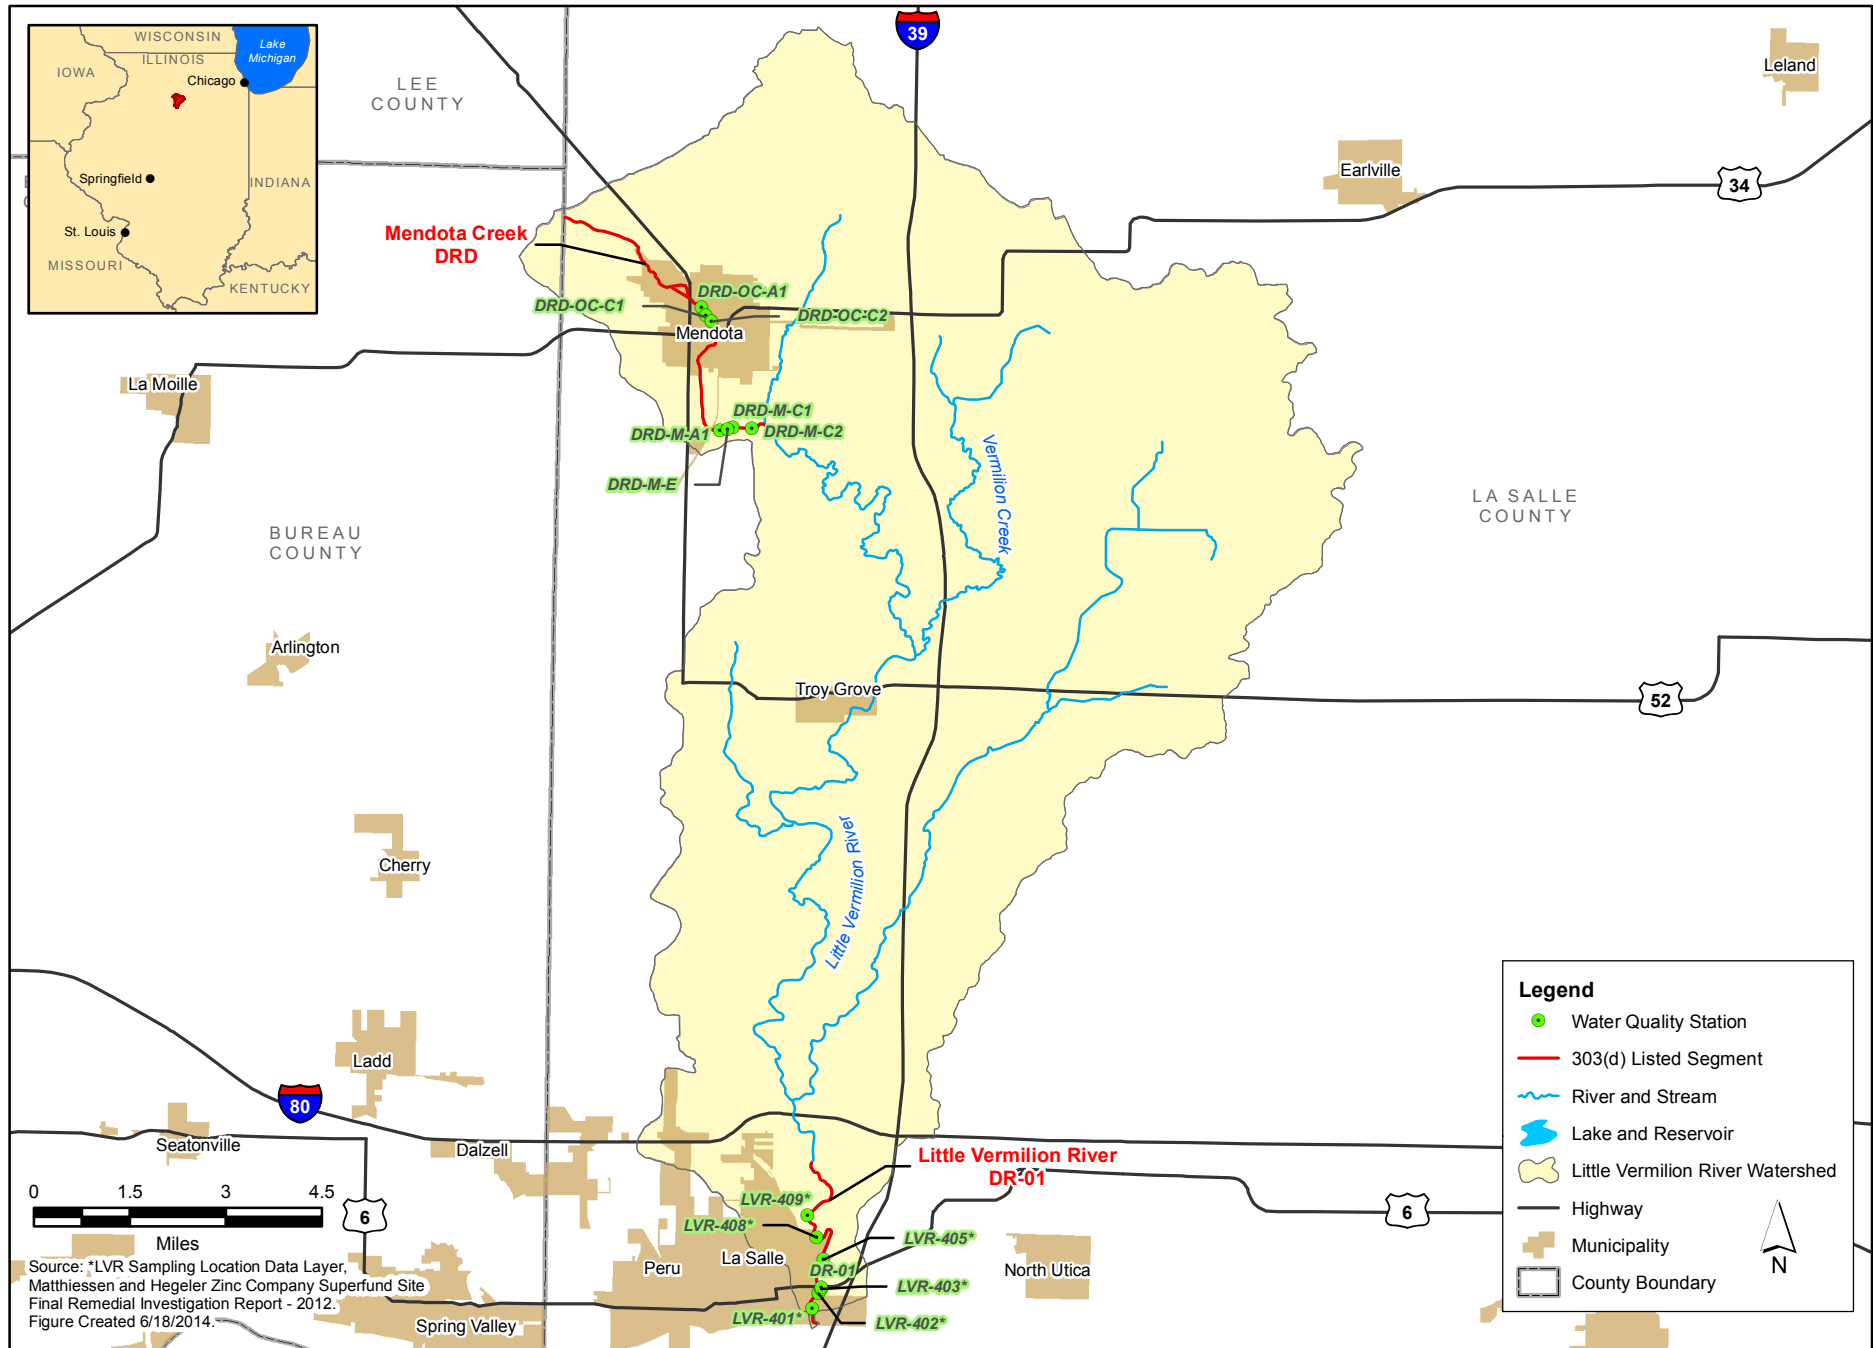 WISCONSIN
ILLINOIS
Lake
Michigan
IOWA
Chicago
Springfield
INDIANA
St. Louis
MISSOURI
KENTUCKY
LEE
COUNTY
39
Leland
Earlville
34
Mendota Creek
DRD
DRD-OC-A1
DRD-OC-C1
DRD-OC-C2
Mendota
La Moille
DRD-M-C1
DRD-M-A1
DRD-M-C2
DRD-M-E
Vermilion Creek
LA SALLE
COUNTY
BUREAU
COUNTY
Arlington
Troy Grove
52
Cherry
Little Vermilion River
Ladd
80
Seatonville
Dalzell
Little Vermilion River
DR-01
LVR-409*
LVR-408*
LVR-405*
La Salle
Peru
DR-01
North Utica
LVR-403*
LVR-401*
LVR-402*
6
6
Spring Valley
0 1.5 3 4.5
Miles
Source: *LVR Sampling Location Data Layer,
Matthiessen and Hegeler Zinc Company Superfund Site
Final Remedial Investigation Report - 2012.
Figure Created 6/18/2014.
Legend
Water Quality Station
303(d) Listed Segment
River and Stream
Lake and Reservoir
Little Vermilion River Watershed
Highway
Municipality
County Boundary
N